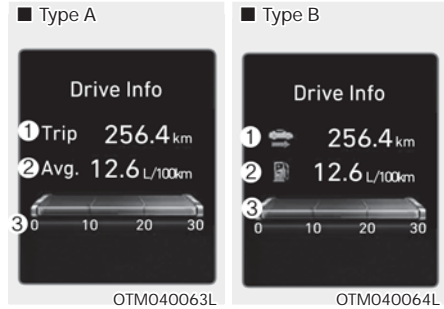 ■ Type A
Drive Info
① Trip 256.4 km
② Avg. 12.6 L/100km
③ 0 10 20 30
OTM040063L
■ Type B
Drive Info
① 256.4 km
② 12.6 L/100km
③
0 10 20 30
OTM040064L